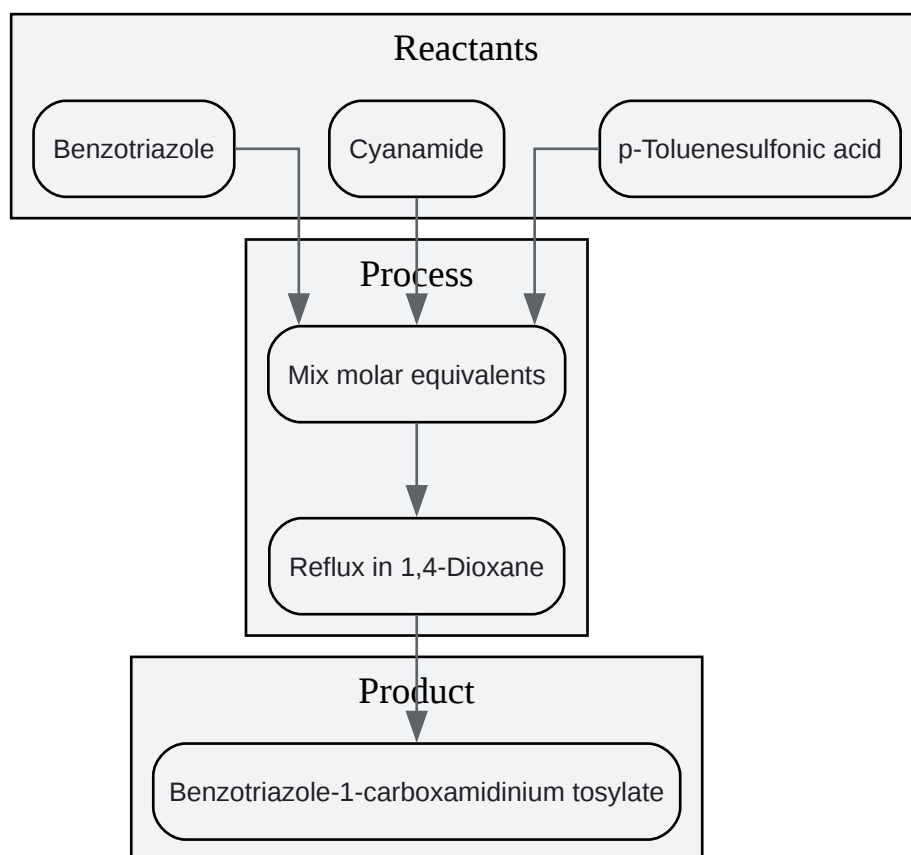 Reactants
Benzotriazole
Cyanamide
p-Toluenesulfonic acid
Process
Mix molar equivalents
Reflux in 1,4-Dioxane
Product
Benzotriazole-1-carboxamidinium tosylate